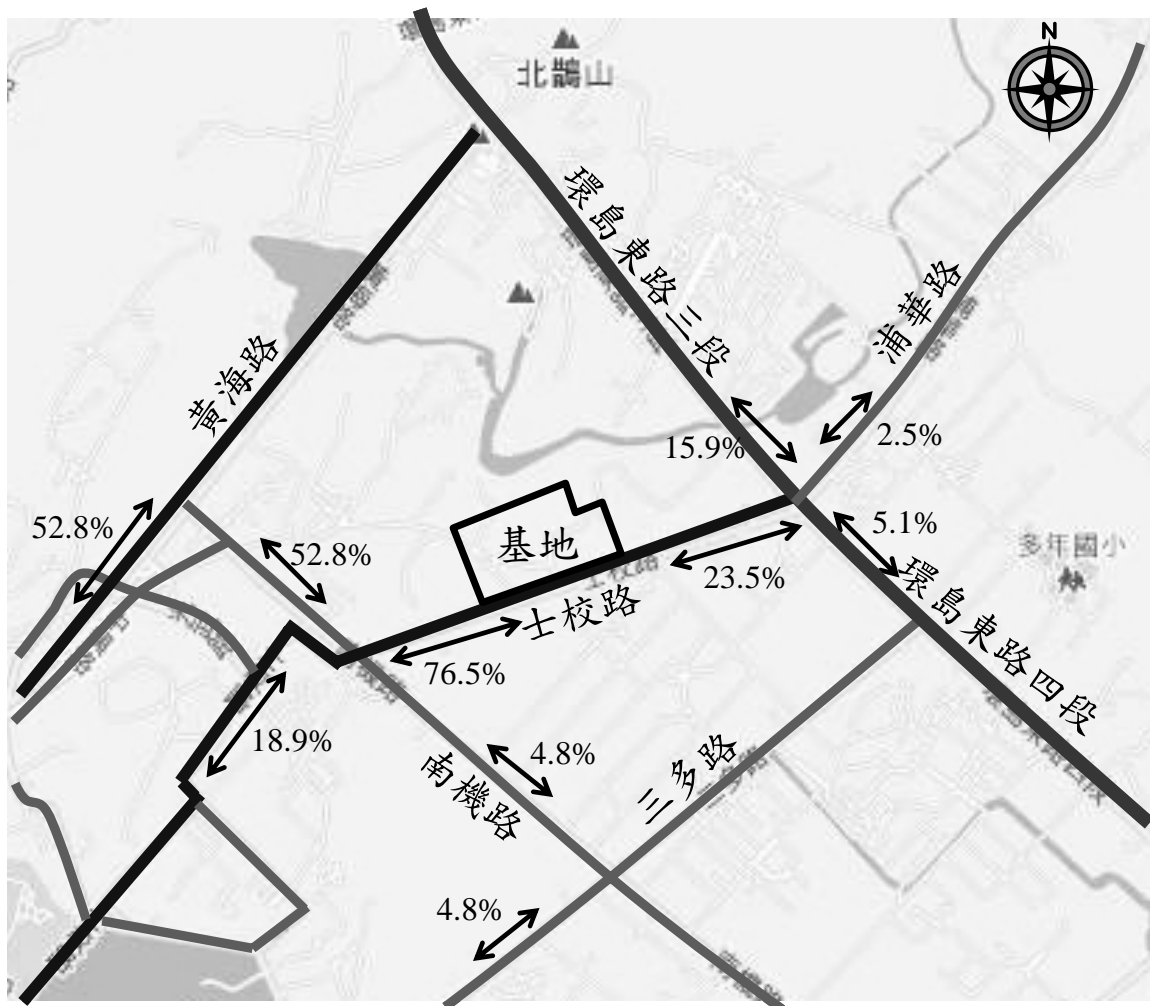 N
北鵲山
環島東路三段
浦華路
黃海路
15.9%
2.5%
52.8%
52.8%
基地
5.1%
多年國小
23.5%
士校路
環島東路四段
76.5%
18.9%
4.8%
南機路
三多路
4.8%